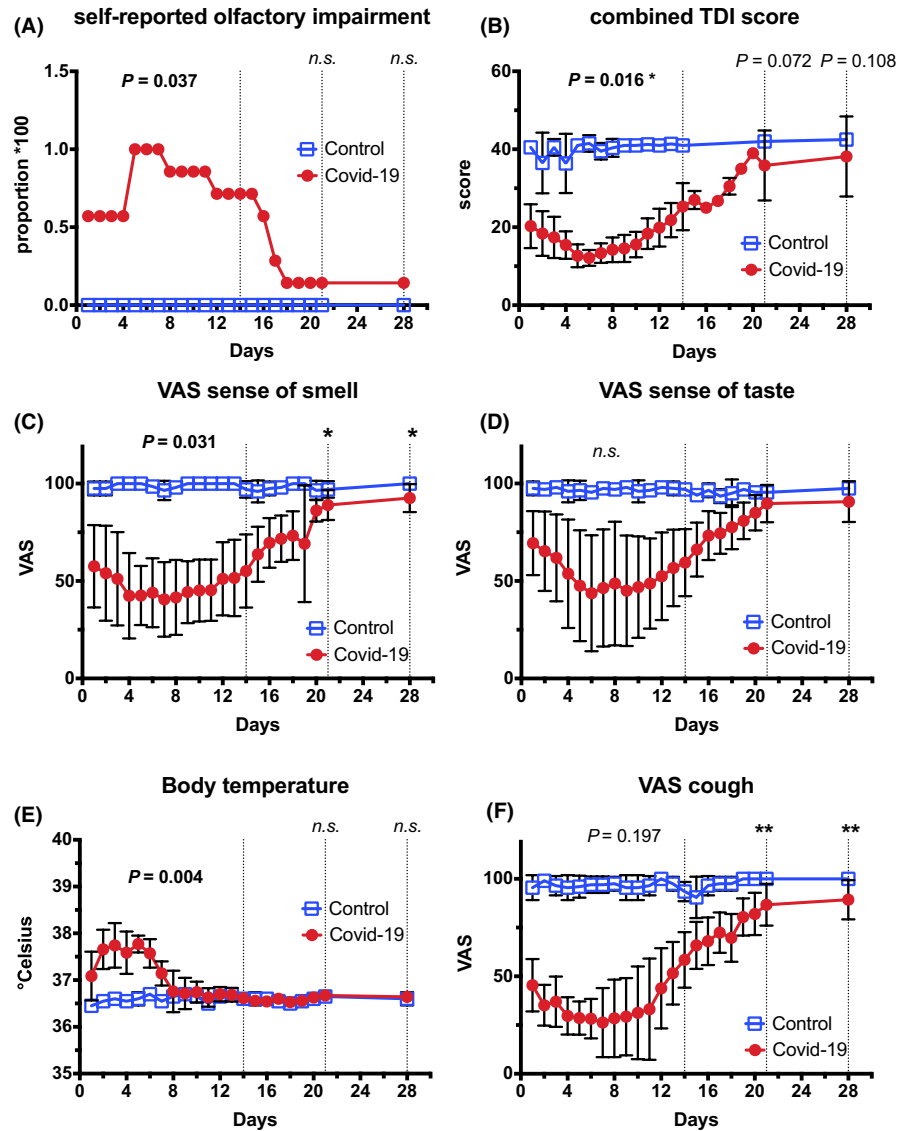 (A) self-reported olfactory impairment
n.s. n.s.
P = 0.037
1.5
1.0
0.5
0.0
proportion *100
Control
Covid-19
0 4 8 12 16 20 24 28
Days
(B) combined TDI score
P = 0.072 P = 0.108
P = 0.016 *
60
40
20
0
score
Control
Covid-19
0 4 8 12 16 20 24 28
Days
(C) VAS sense of smell
* *
P = 0.031
100
50
0
VAS
Control
Covid-19
0 4 8 12 16 20 24 28
Days
(D) VAS sense of taste
n.s.
100
50
0
VAS
Control
Covid-19
0 4 8 12 16 20 24 28
Days
(E) Body temperature
n.s. n.s.
P = 0.004
40
39
38
37
36
35
°Celsius
Control
Covid-19
0 4 8 12 16 20 24 28
Days
(F) VAS cough
P = 0.197 ** **
100
50
0
VAS
Control
Covid-19
0 4 8 12 16 20 24 28
Days